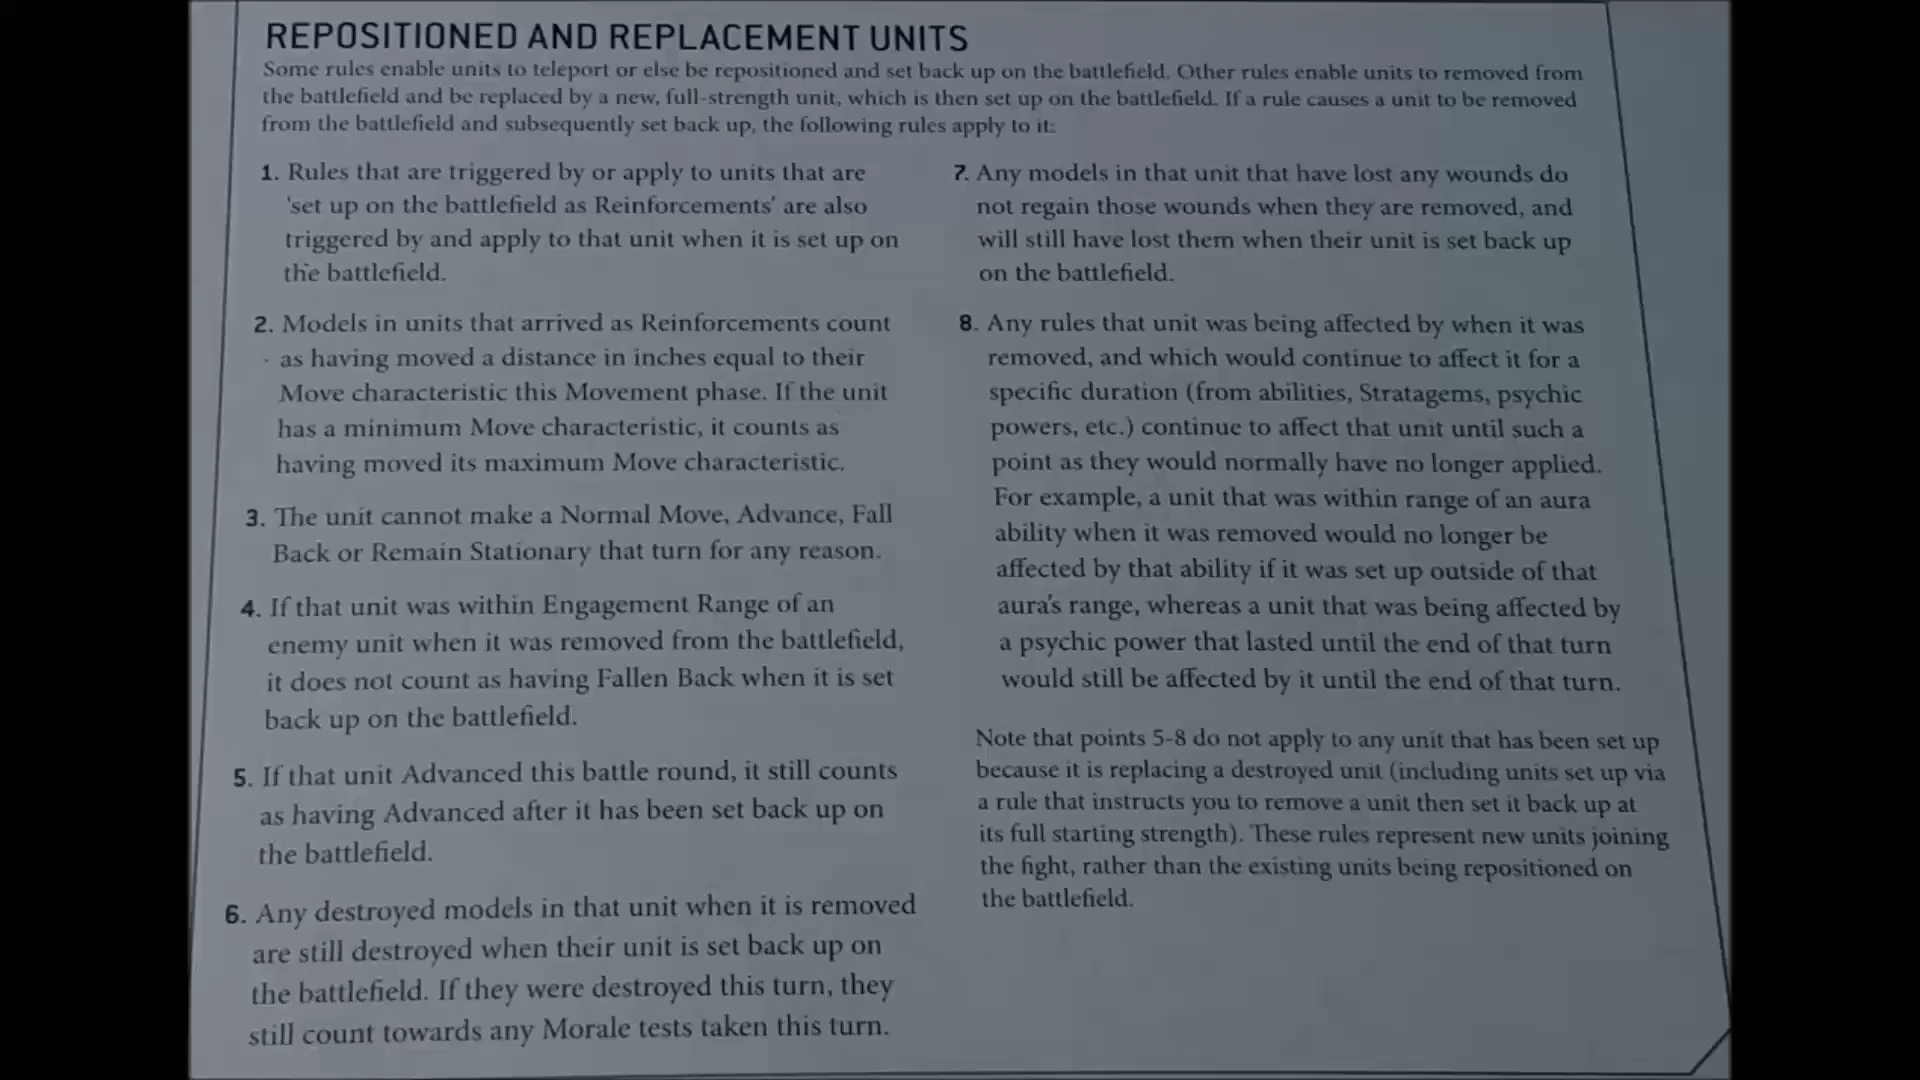 REPOSITIONED AND REPLACEMENT UNITS
Some rules enable units to teleport or else be repositioned and set back up on the battlefield. Other rules enable units to removed from
the battlefield and be replaced by a new, full-strength unit, which is then set up on the battlefield. If a rule causes a unit to be removed
from the battlefield and subsequently set back up, the following rules apply to it:
1. Rules that are triggered by or apply to units that are
'set up on the battlefield as Reinforcements' are also
triggered by and apply to that unit when it is set up on
the battlefield.
2. Models in units that arrived as Reinforcements count
as having moved a distance in inches equal to their
Move characteristic this Movement phase. If the unit
has a minimum Move characteristic, it counts as
having moved its maximum Move characteristic.
3. The unit cannot make a Normal Move, Advance, Fall
Back or Remain Stationary that turn for any reason.
4. If that unit was within Engagement Range of an
enemy unit when it was removed from the battlefield,
it does not count as having Fallen Back when it is set
back up on the battlefield.
5. If that unit Advanced this battle round, it still counts
as having Advanced after it has been set back up on
the battlefield.
6. Any destroyed models in that unit when it is removed
are still destroyed when their unit is set back up on
the battlefield. If they were destroyed this turn, they
still count towards any Morale tests taken this turn.
7. Any models in that unit that have lost any wounds do
not regain those wounds when they are removed, and
will still have lost them when their unit is set back up
on the battlefield.
8. Any rules that unit was being affected by when it was
removed, and which would continue to affect it for a
specific duration (from abilities, Stratagems, psychic
powers, etc.) continue to affect that unit until such a
point as they would normally have no longer applied.
For example, a unit that was within range of an aura
ability when it was removed would no longer be
affected by that ability if it was set up outside of that
aura's range, whereas a unit that was being affected by
a psychic power that lasted until the end of that turn
would still be affected by it until the end of that turn.
Note that points 5-8 do not apply to any unit that has been set up
because it is replacing a destroyed unit (including units set up via
a rule that instructs you to remove a unit then set it back up at
its full starting strength). These rules represent new units joining
the fight, rather than the existing units being repositioned on
the battlefield.